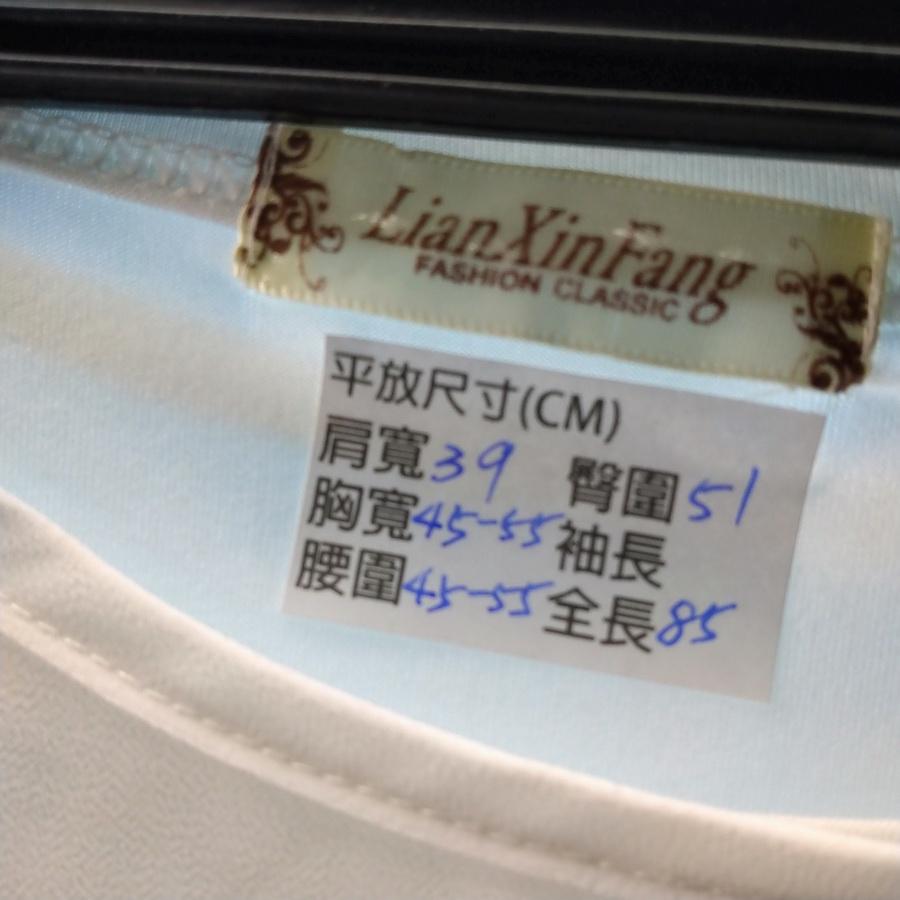 LianXinFang
FASHION CLASSIC
平放尺寸(CM)
肩寬39 臀圍51
胸寬45-55 袖長
腰圍45-55 全長85